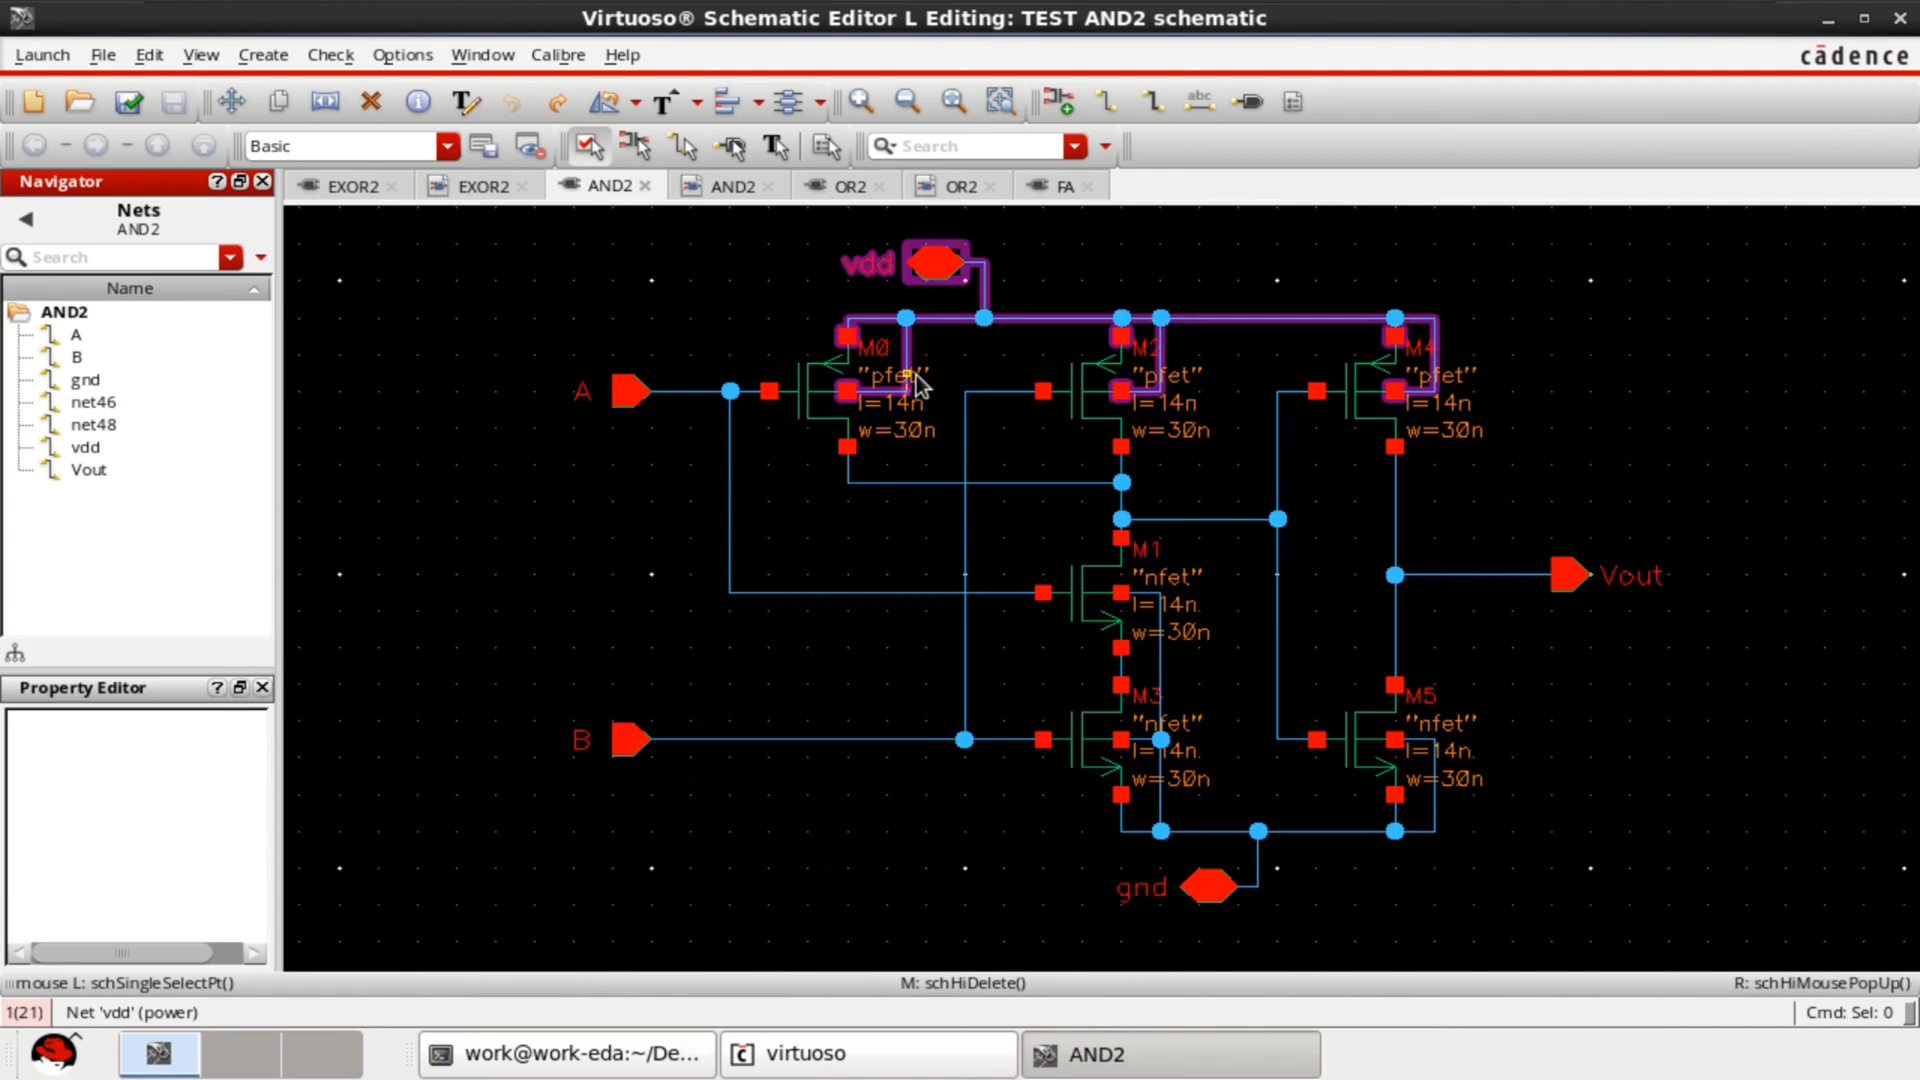 Virtuoso® Schematic Editor L Editing: TEST AND2 schematic
Launch File Edit View Create Check Options Window Calibre Help
cādence
Basic
Search
Navigator
EXOR2 EXOR2 AND2 AND2 OR2 OR2 FA
Nets
AND2
Search
Name
AND2
A
B
gnd
net46
net48
vdd
Vout
Property Editor
vdd
M0
"pfet"
l=14n
w=30n
M2
"pfet"
l=14n
w=30n
M4
"pfet"
l=14n
w=30n
A
M1
"nfet"
l=14n
w=30n
Vout
B
M3
"nfet"
l=14n
w=30n
M5
"nfet"
l=14n
w=30n
gnd
mouse L: schSingleSelectPt() M: schHiDelete() R: schHiMousePopUp()
1(21) Net 'vdd' (power) Cmd: Sel: 0
work@work-eda:~/De... virtuoso AND2